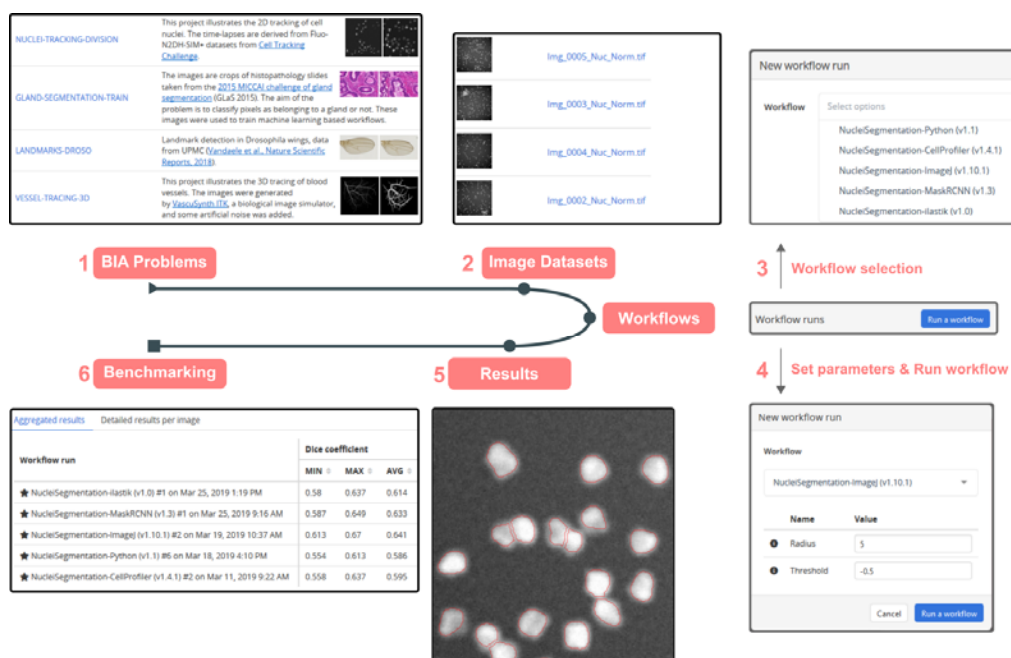 NUCLEI-TRACKING-DIVISION
This project illustrates the 2D tracking of cell
nuclei. The time-lapses are derived from Fluo-
N2DH-SIM+ datasets from Cell Tracking
Challenge.
GLAND-SEGMENTATION-TRAIN
The images are crops of histopathology slides
taken from the 2015 MICCAI challenge of gland
segmentation (GLaS 2015). The aim of the
problem is to classify pixels as belonging to a gland or not. These
images were used to train machine learning based workflows.
LANDMARKS-DROSO
Landmark detection in Drosophila wings, data
from UPMC (Vandaele et al., Nature Scientific
Reports, 2018).
VESSEL-TRACING-3D
This project illustrates the 3D tracing of blood
vessels. The images were generated
by VascuSynth ITK, a biological image simulator,
and some artificial noise was added.
Img_0005_Nuc_Norm.tif
Img_0003_Nuc_Norm.tif
Img_0004_Nuc_Norm.tif
Img_0002_Nuc_Norm.tif
New workflow run
Workflow Select options
NucleiSegmentation-Python (v1.1)
NucleiSegmentation-CellProfiler (v1.4.1)
NucleiSegmentation-ImageJ (v1.10.1)
NucleiSegmentation-MaskRCNN (v1.3)
NucleiSegmentation-ilastik (v1.0)
1 BIA Problems
2 Image Datasets
3 Workflow selection
Workflows
Workflow runs Run a workflow
4 Set parameters & Run workflow
5 Results
6 Benchmarking
Aggregated results Detailed results per image
Workflow run Dice coefficient
MIN MAX AVG
NucleiSegmentation-ilastik (v1.0) #1 on Mar 25, 2019 1:19 PM 0.58 0.637 0.614
NucleiSegmentation-MaskRCNN (v1.3) #1 on Mar 25, 2019 9:16 AM 0.587 0.649 0.633
NucleiSegmentation-ImageJ (v1.10.1) #2 on Mar 19, 2019 10:37 AM 0.613 0.67 0.641
NucleiSegmentation-Python (v1.1) #6 on Mar 18, 2019 4:10 PM 0.554 0.613 0.586
NucleiSegmentation-CellProfiler (v1.4.1) #2 on Mar 11, 2019 9:22 AM 0.558 0.637 0.595
New workflow run
Workflow
NucleiSegmentation-ImageJ (v1.10.1)
Name Value
Radius 5
Threshold -0.5
Cancel Run a workflow